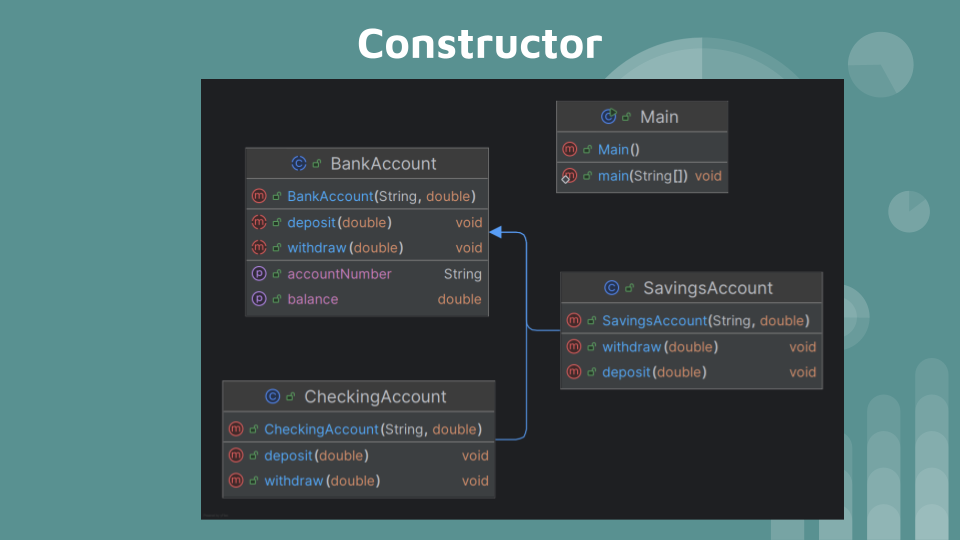 Constructor
Main
Main()
main(String[]) void
BankAccount
BankAccount(String, double)
deposit(double) void
withdraw(double) void
accountNumber String
balance double
SavingsAccount
SavingsAccount(String, double)
withdraw(double) void
deposit(double) void
CheckingAccount
CheckingAccount(String, double)
deposit(double) void
withdraw(double) void